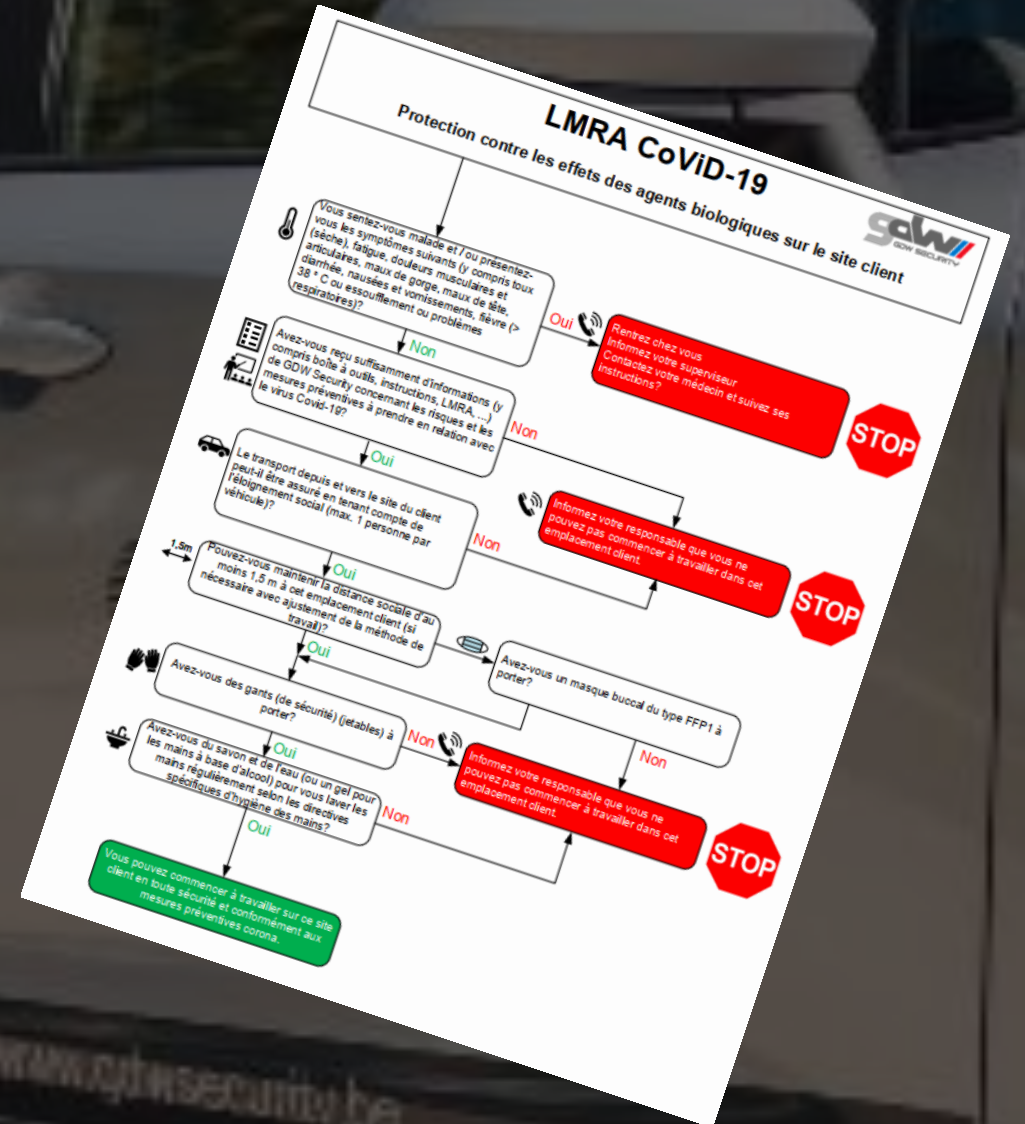 LMRA CoViD-19
Protection contre les effets des agents biologiques sur le site client
gdw
GDW SECURITY
Vous sentez-vous malade et / ou présentez-
vous les symptômes suivants (y compris toux
(sèche), fatigue, douleurs musculaires et
articulaires, maux de gorge, maux de tête,
diarrhée, nausées et vomissements, fièvre (>
38 ° C ou essoufflement ou problèmes
respiratoires)?
Oui
Rentrez chez vous
Informez votre superviseur
Contactez votre médecin et suivez ses
instructions?
STOP
Non
Avez-vous reçu suffisamment d'informations (y
compris boîte à outils, instructions, LMRA, ...)
de GDW Security concernant les risques et les
mesures préventives à prendre en relation avec
le virus Covid-19?
Non
Oui
Le transport depuis et vers le site du client
peut-il être assuré en tenant compte de
l'éloignement social (max. 1 personne par
véhicule)?
Non
Informez votre responsable que vous ne
pouvez pas commencer à travailler dans cet
emplacement client.
STOP
Oui
1,5m
Pouvez-vous maintenir la distance sociale d'au
moins 1,5 m à cet emplacement client (si
nécessaire avec ajustement de la méthode de
travail)?
Oui
Avez-vous un masque buccal du type FFP1 à
porter?
Non
Avez-vous des gants (de sécurité) (jetables) à
porter?
Non
Informez votre responsable que vous ne
pouvez pas commencer à travailler dans cet
emplacement client.
STOP
Oui
Avez-vous du savon et de l'eau (ou un gel pour
les mains à base d'alcool) pour vous laver les
mains régulièrement selon les directives
spécifiques d'hygiène des mains?
Non
Oui
Vous pouvez commencer à travailler sur ce site
client en toute sécurité et conformément aux
mesures préventives corona.
www.gdwsecurity.be